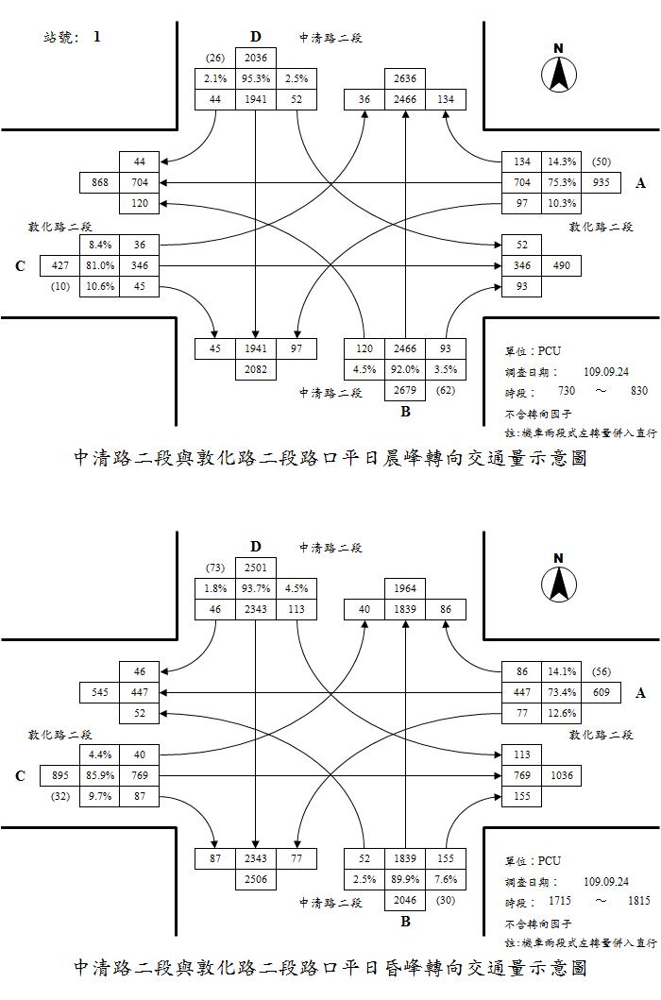 站號: 1
D 中清路二段
N
(26) 2036
2.1% 95.3% 2.5%
44 1941 52
2636
36 2466 134
44
868 704
120
134 14.3% (50)
704 75.3% 935
97 10.3%
A
敦化路二段
敦化路二段
8.4% 36
C 427 81.0% 346
(10) 10.6% 45
52
346 490
93
45 1941 97
2082
120 2466 93
4.5% 92.0% 3.5%
中清路二段 2679 (62)
B
單位：PCU
調查日期： 109.09.24
時段： 730 ～ 830
不含轉向因子
註:機車兩段式左轉量併入直行
中清路二段與敦化路二段路口平日晨峰轉向交通量示意圖
D 中清路二段
N
(73) 2501
1.8% 93.7% 4.5%
46 2343 113
1964
40 1839 86
46
545 447
52
86 14.1% (56)
447 73.4% 609
77 12.6%
A
敦化路二段
敦化路二段
4.4% 40
C 895 85.9% 769
(32) 9.7% 87
113
769 1036
155
87 2343 77
2506
52 1839 155
2.5% 89.9% 7.6%
中清路二段 2046 (30)
B
單位：PCU
調查日期： 109.09.24
時段： 1715 ～ 1815
不含轉向因子
註:機車兩段式左轉量併入直行
中清路二段與敦化路二段路口平日昏峰轉向交通量示意圖